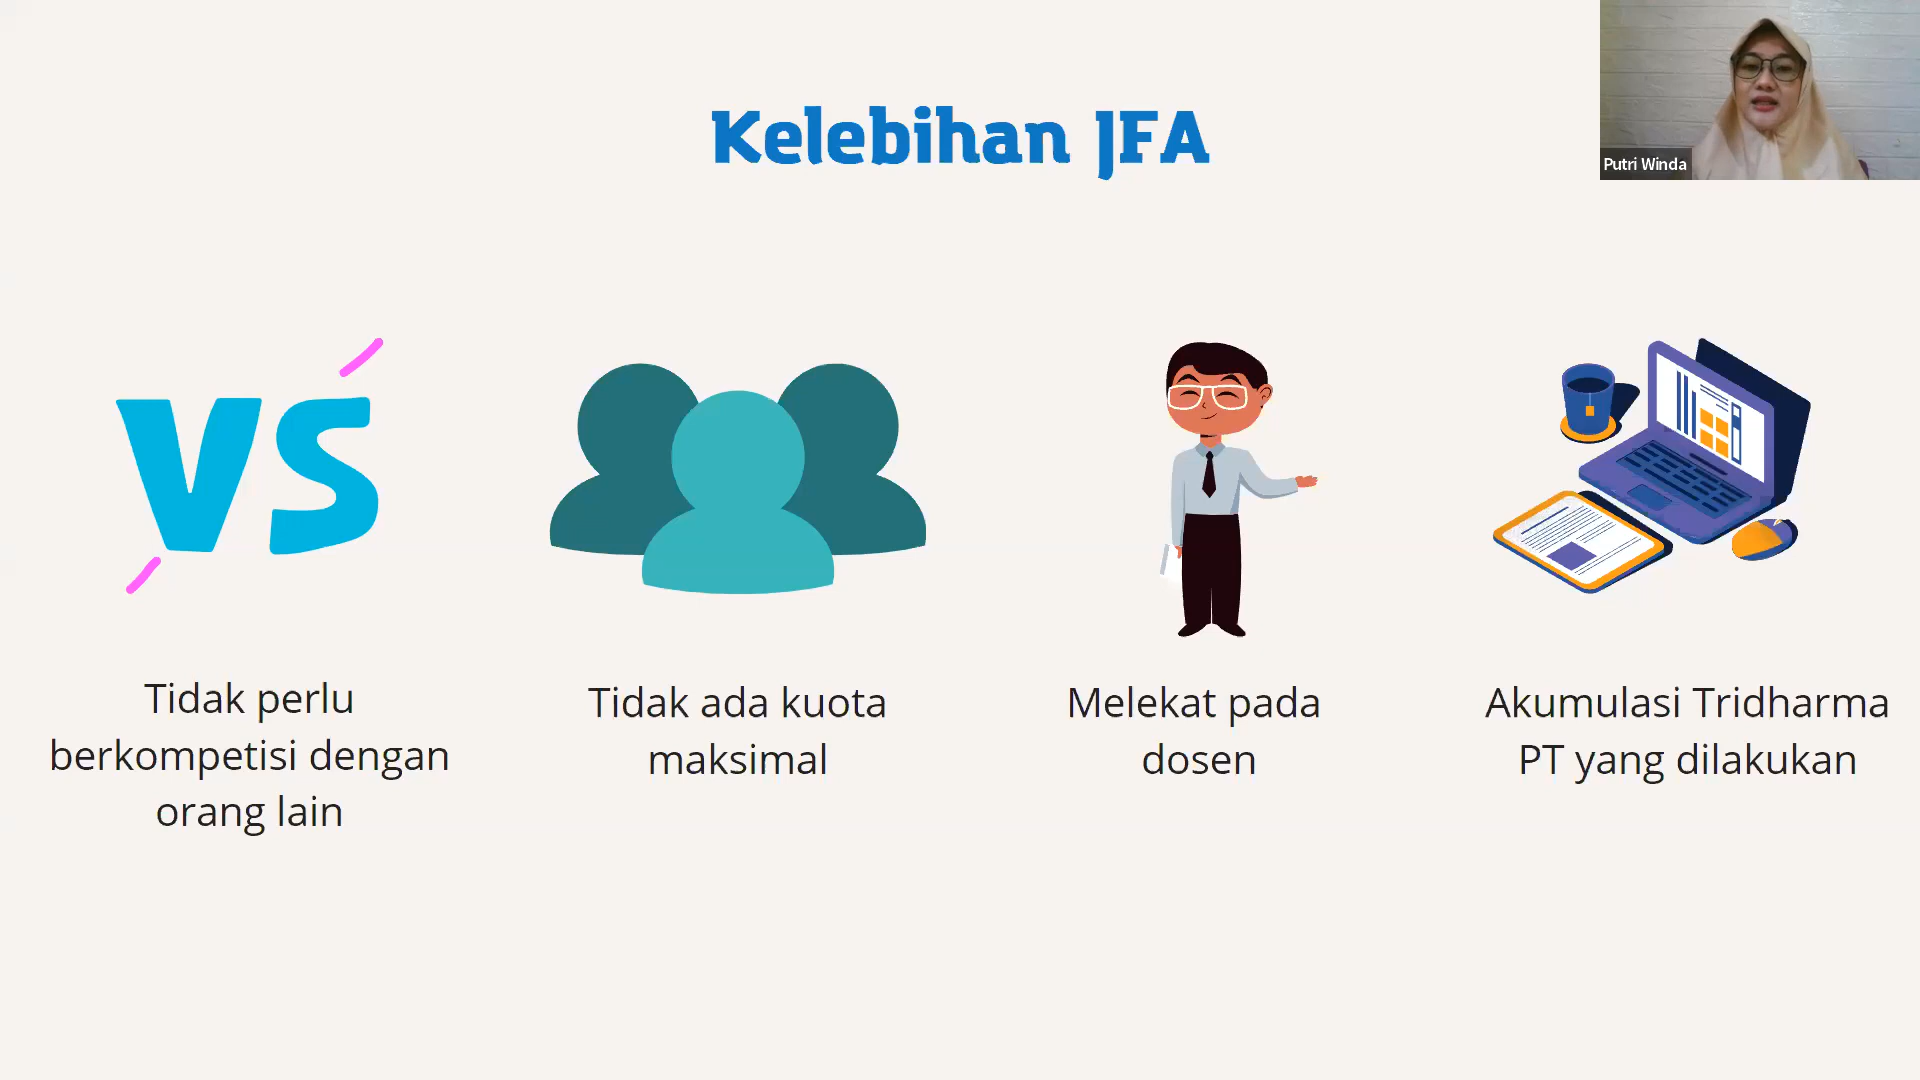 Kelebihan JFA
Putri Winda
VS
Tidak perlu
berkompetisi dengan
orang lain
Tidak ada kuota
maksimal
Melekat pada
dosen
Akumulasi Tridharma
PT yang dilakukan